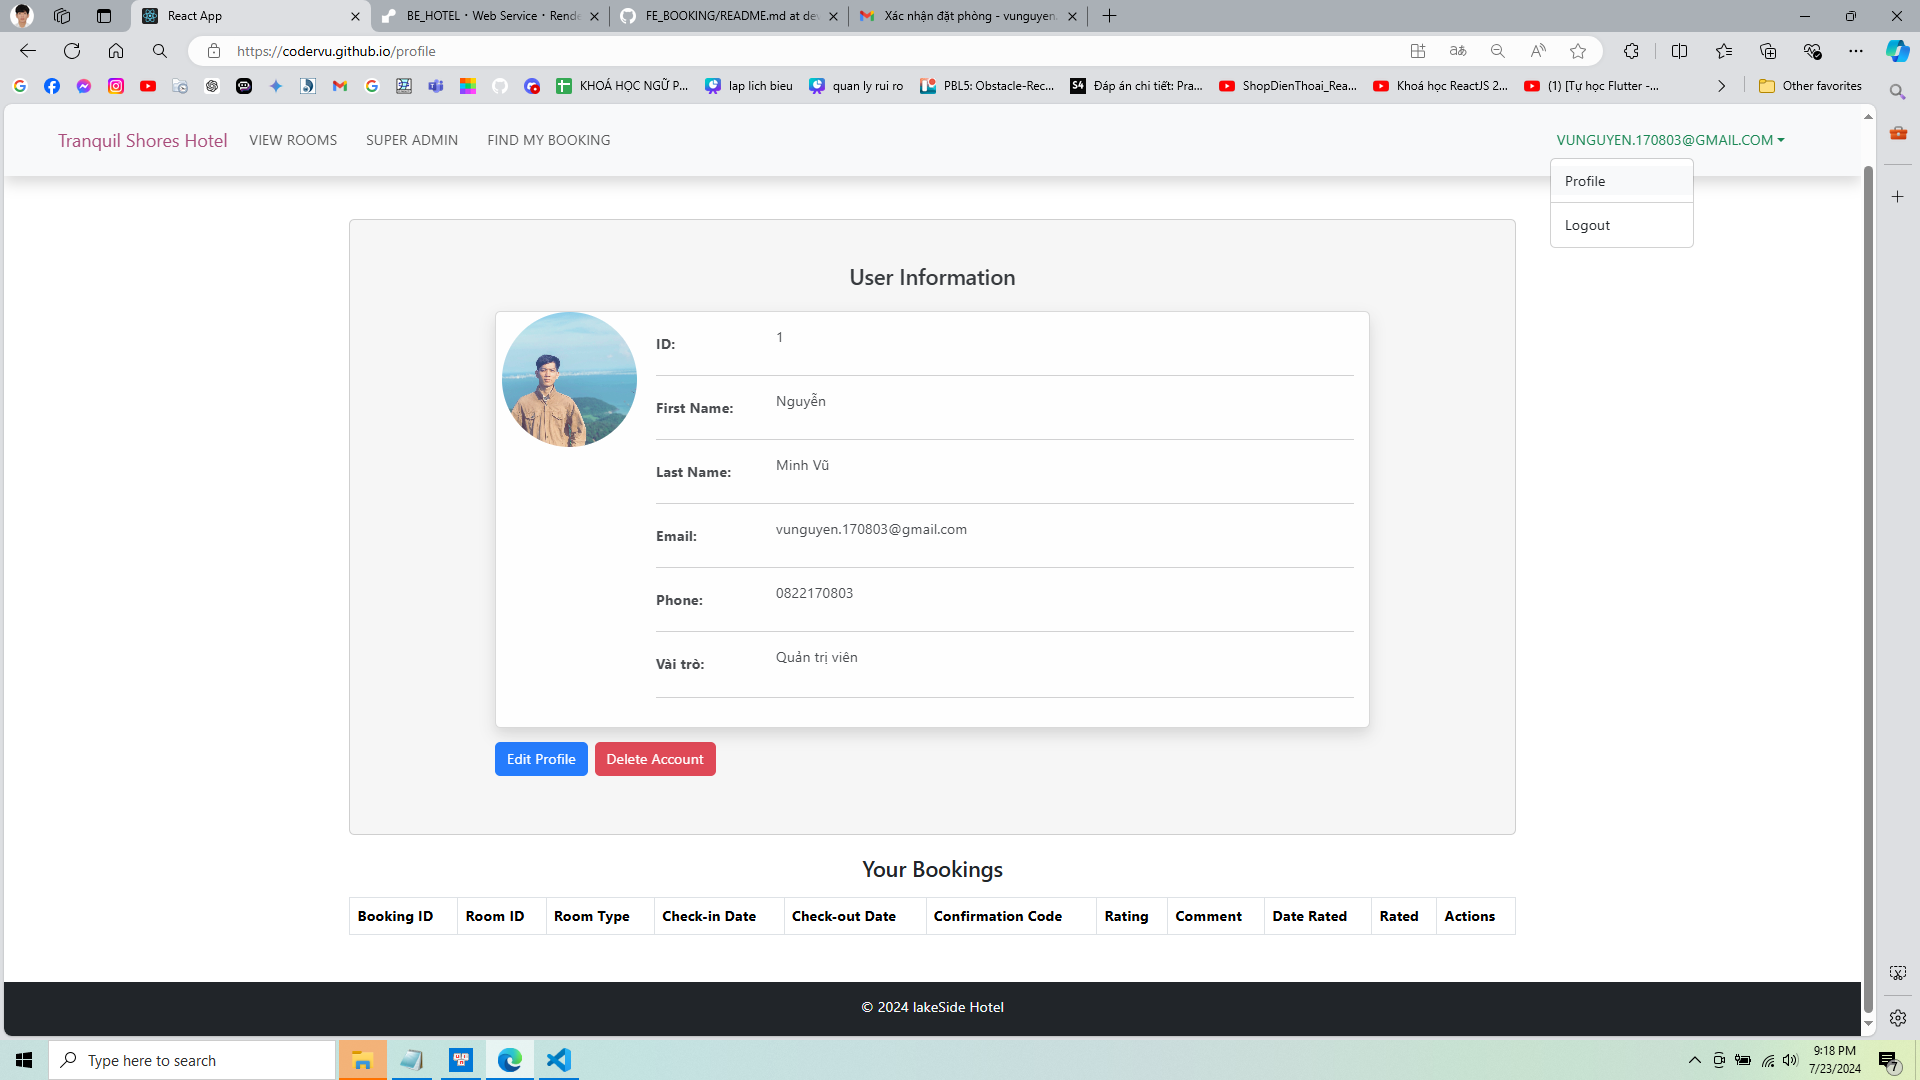 React App
BE_HOTEL · Web Service · Rende
FE_BOOKING/README.md at dev
Xác nhận đặt phòng - vunguyen.
https://codervu.github.io/profile
KHOÁ HỌC NGỮ P...
lap lich bieu
quan ly rui ro
PBL5: Obstacle-Rec...
Đáp án chi tiết: Pra...
ShopDienThoai_Rea...
Khoá học ReactJS 2...
(1) [Tự học Flutter -...
Other favorites
Tranquil Shores Hotel
VIEW ROOMS
SUPER ADMIN
FIND MY BOOKING
VUNGUYEN.170803@GMAIL.COM
Profile
Logout
User Information
ID: 1
First Name: Nguyễn
Last Name: Minh Vũ
Email: vunguyen.170803@gmail.com
Phone: 0822170803
Vài trò: Quản trị viên
Edit Profile
Delete Account
Your Bookings
Booking ID Room ID Room Type Check-in Date Check-out Date Confirmation Code Rating Comment Date Rated Rated Actions
© 2024 lakeSide Hotel
Type here to search
9:18 PM
7/23/2024
7